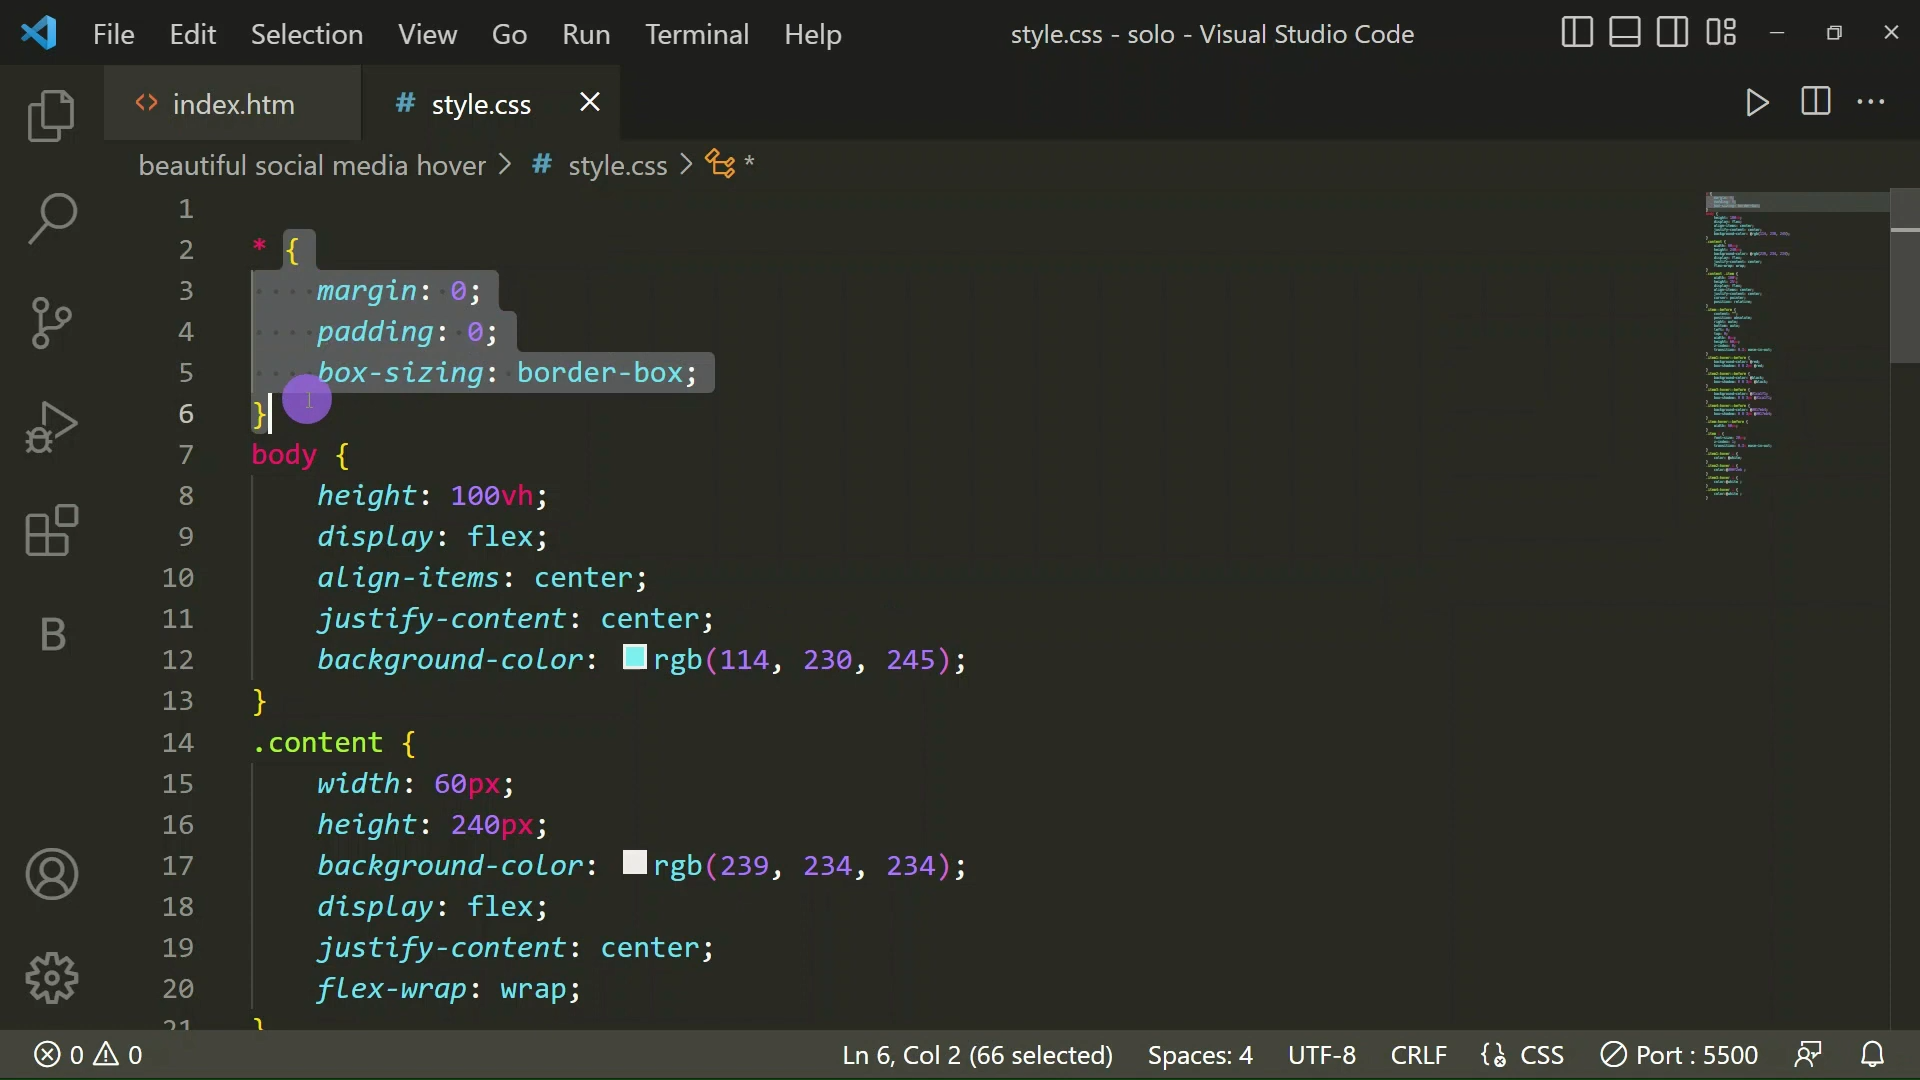 File Edit Selection View Go Run Terminal Help style.css - solo - Visual Studio Code
<> index.htm # style.css
beautiful social media hover > # style.css > *
1
2 * {
3 margin: 0;
4 padding: 0;
5 box-sizing: border-box;
6 }
7 body {
8 height: 100vh;
9 display: flex;
10 align-items: center;
11 justify-content: center;
12 background-color: rgb(114, 230, 245);
13 }
14 .content {
15 width: 60px;
16 height: 240px;
17 background-color: rgb(239, 234, 234);
18 display: flex;
19 justify-content: center;
20 flex-wrap: wrap;
21 }
B
0 0 Ln 6, Col 2 (66 selected) Spaces: 4 UTF-8 CRLF CSS Port : 5500